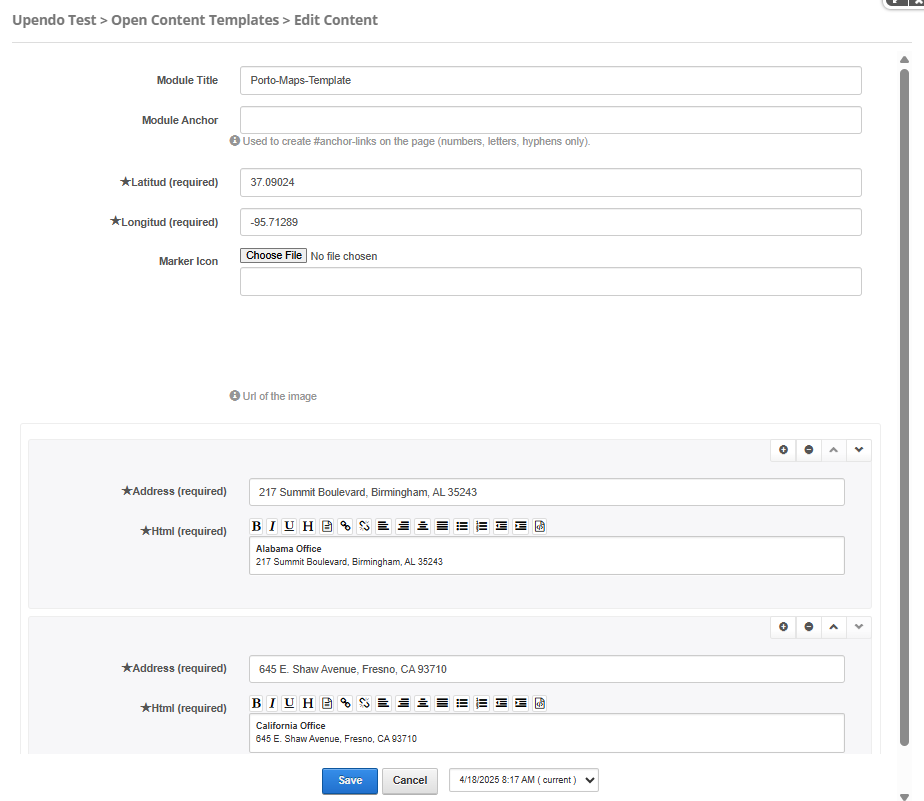 Upendo Test > Open Content Templates > Edit Content
Module Title
Porto-Maps-Template
Module Anchor
Used to create #anchor-links on the page (numbers, letters, hyphens only).
★Latitud (required)
37.09024
★Longitud (required)
-95.71289
Marker Icon
Choose File No file chosen
Url of the image
★Address (required)
217 Summit Boulevard, Birmingham, AL 35243
★Html (required)
B I U H
Alabama Office
217 Summit Boulevard, Birmingham, AL 35243
★Address (required)
645 E. Shaw Avenue, Fresno, CA 93710
★Html (required)
B I U H
California Office
645 E. Shaw Avenue, Fresno, CA 93710
Save Cancel 4/18/2025 8:17 AM ( current )